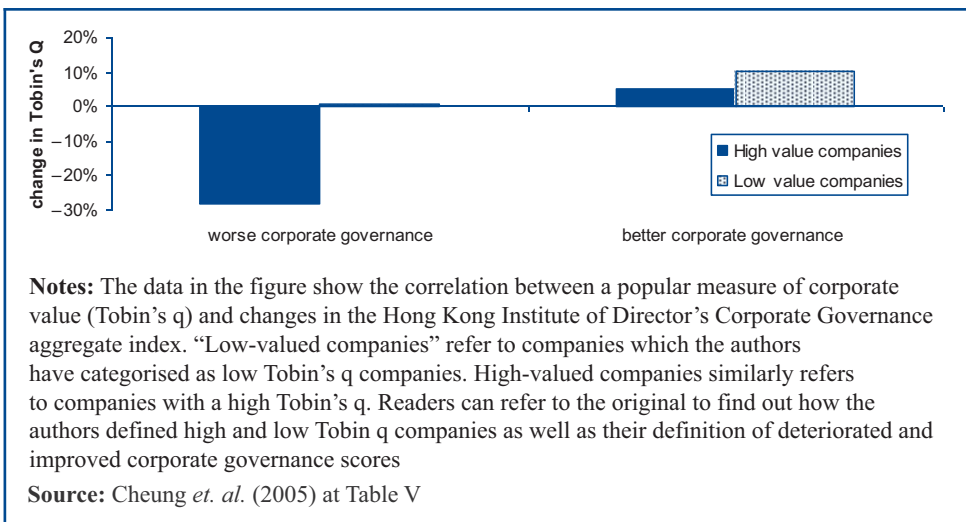 20%
10%
0%
–10%
–20%
–30%
change in Tobin's Q
High value companies
Low value companies
worse corporate governance
better corporate governance
Notes: The data in the figure show the correlation between a popular measure of corporate
value (Tobin’s q) and changes in the Hong Kong Institute of Director’s Corporate Governance
aggregate index. “Low-valued companies” refer to companies which the authors
have categorised as low Tobin’s q companies. High-valued companies similarly refers
to companies with a high Tobin’s q. Readers can refer to the original to find out how the
authors defined high and low Tobin q companies as well as their definition of deteriorated and
improved corporate governance scores
Source: Cheung et. al. (2005) at Table V